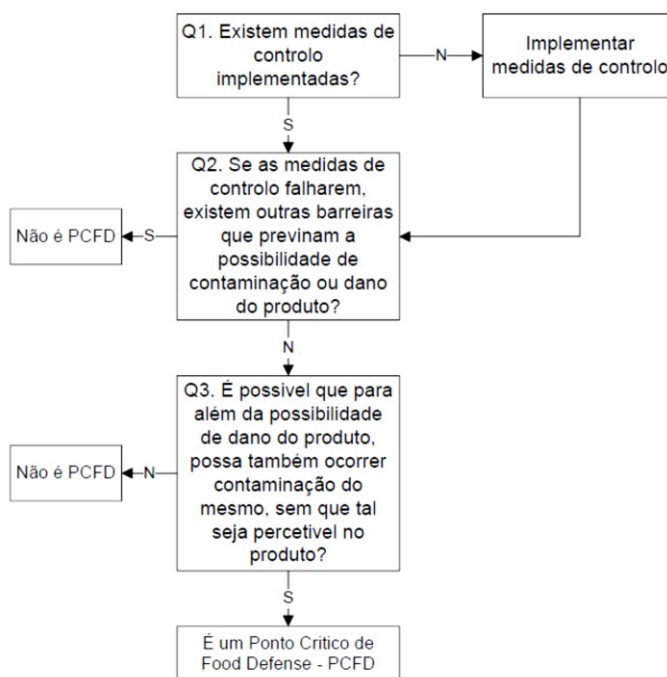 Q1. Existem medidas de
controlo
implementadas?
N
Implementar
medidas de controlo
S
Q2. Se as medidas de
controlo falharem,
existem outras barreiras
que previnam a
possibilidade de
contaminação ou dano
do produto?
S
Não é PCFD
N
Q3. É possivel que para
além da possibilidade
de dano do produto,
possa também ocorrer
contaminação do
mesmo, sem que tal
seja percetivel no
produto?
N
Não é PCFD
S
É um Ponto Critico de
Food Defense - PCFD